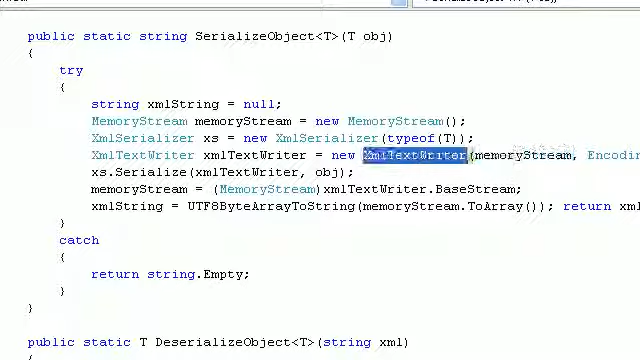 public static string SerializeObject<T>(T obj)
{
try
{
string xmlString = null;
MemoryStream memoryStream = new MemoryStream();
XmlSerializer xs = new XmlSerializer(typeof(T));
XmlTextWriter xmlTextWriter = new XmlTextWriter(memoryStream, Encodin
xs.Serialize(xmlTextWriter, obj);
memoryStream = (MemoryStream)xmlTextWriter.BaseStream;
xmlString = UTF8ByteArrayToString(memoryStream.ToArray()); return xml
}
catch
{
return string.Empty;
}
}
public static T DeserializeObject<T>(string xml)